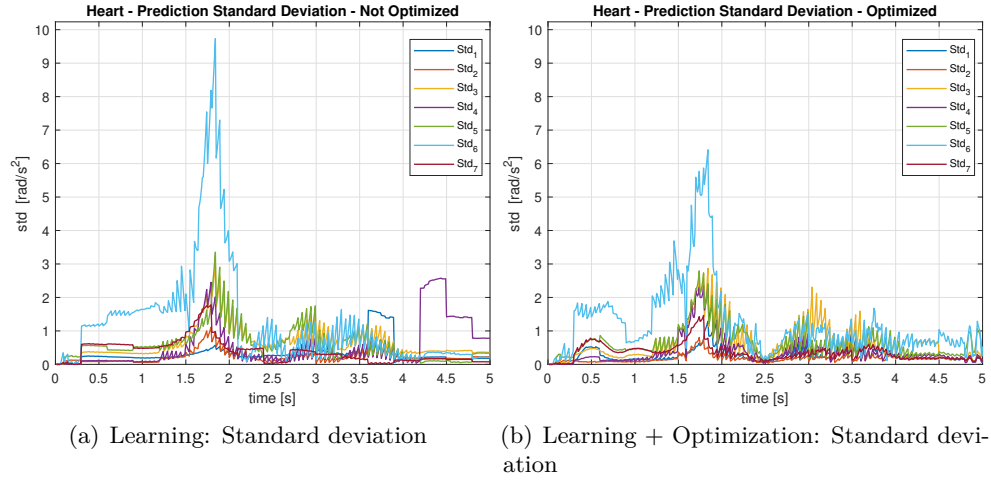 Heart - Prediction Standard Deviation - Not Optimized
std [rad/s²]
10
9
8
7
6
5
4
3
2
1
0
0 0.5 1 1.5 2 2.5 3 3.5 4 4.5 5
time [s]
Std₁
Std₂
Std₃
Std₄
Std₅
Std₆
Std₇
(a) Learning: Standard deviation
Heart - Prediction Standard Deviation - Optimized
std [rad/s²]
10
9
8
7
6
5
4
3
2
1
0
0 0.5 1 1.5 2 2.5 3 3.5 4 4.5 5
time [s]
Std₁
Std₂
Std₃
Std₄
Std₅
Std₆
Std₇
(b) Learning + Optimization: Standard devi-
ation